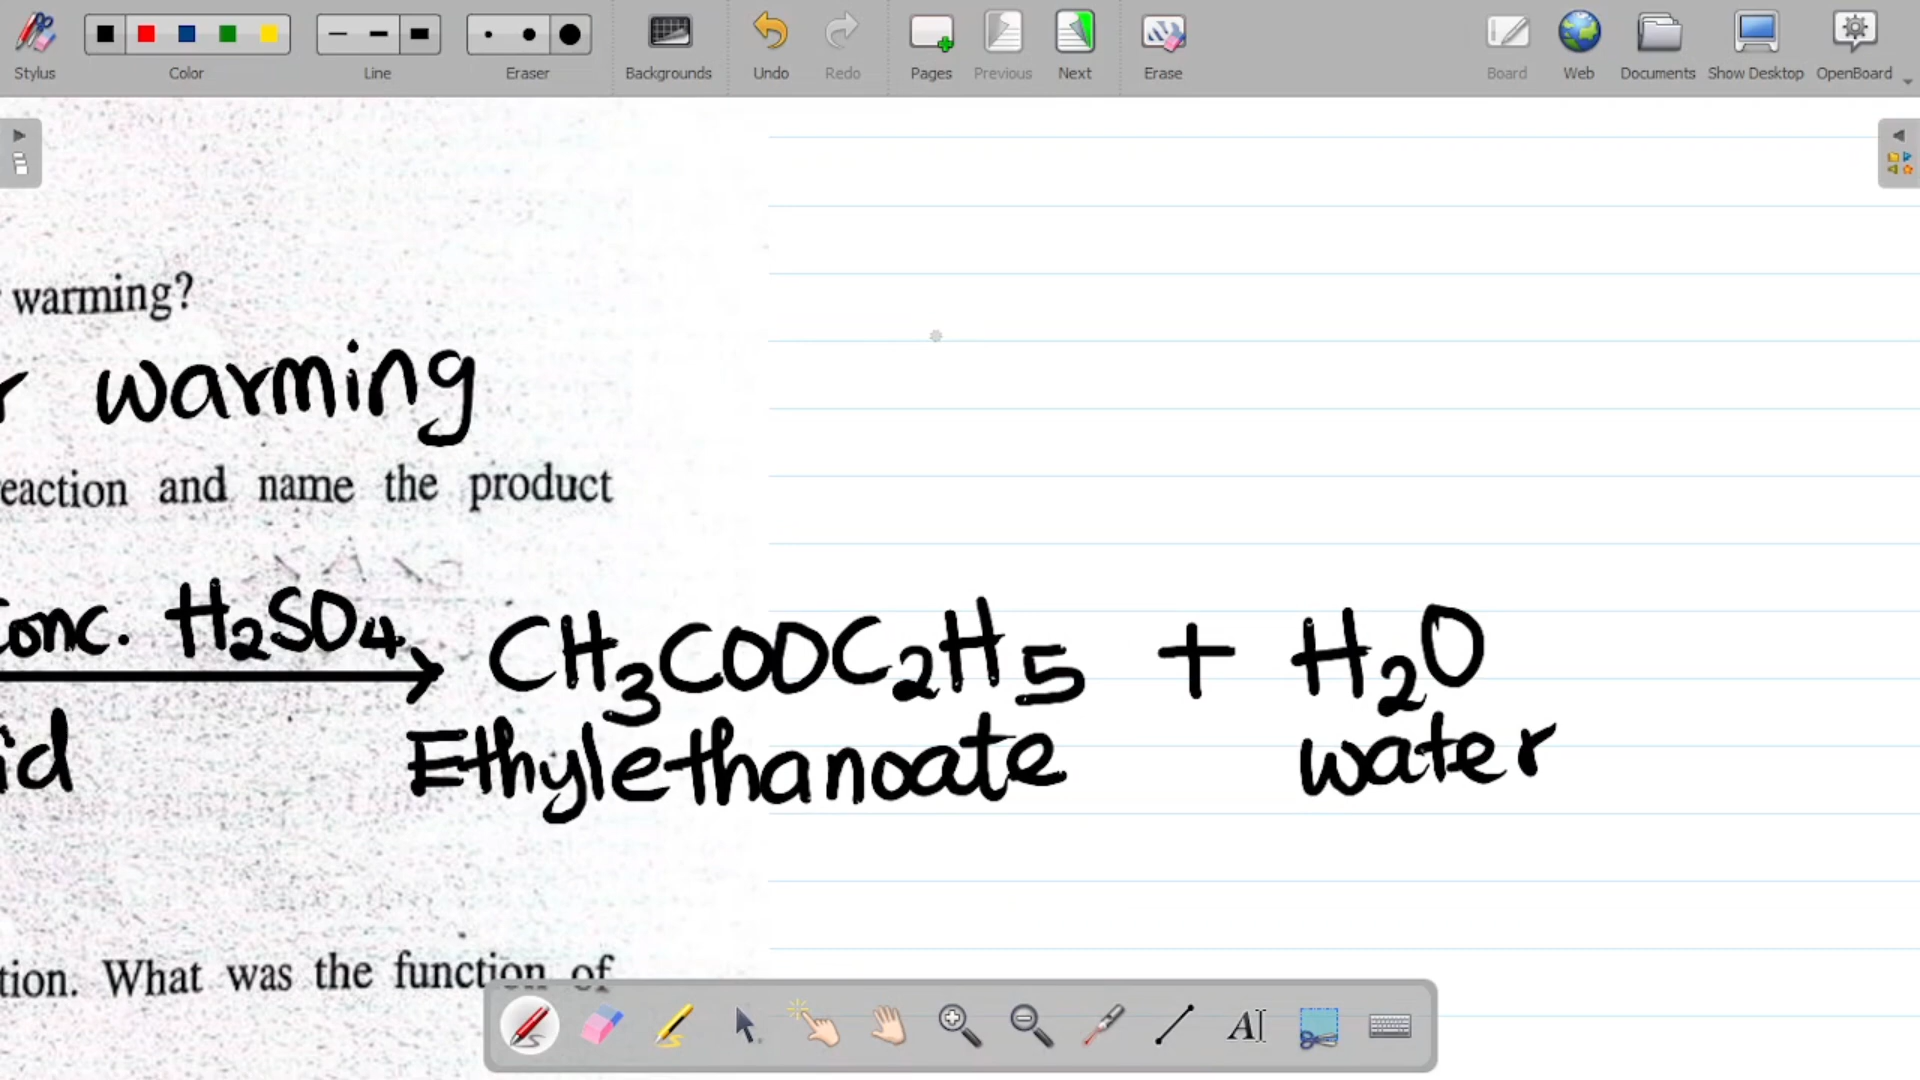 Stylus Color Line Eraser Backgrounds Undo Redo Pages Previous Next Erase Board Web Documents Show Desktop OpenBoard
warming?
warming
eaction and name the product
onc. H₂SO₄ CH₃COOC₂H₅ + H₂O
id Ethylethanoate water
tion. What was the function of